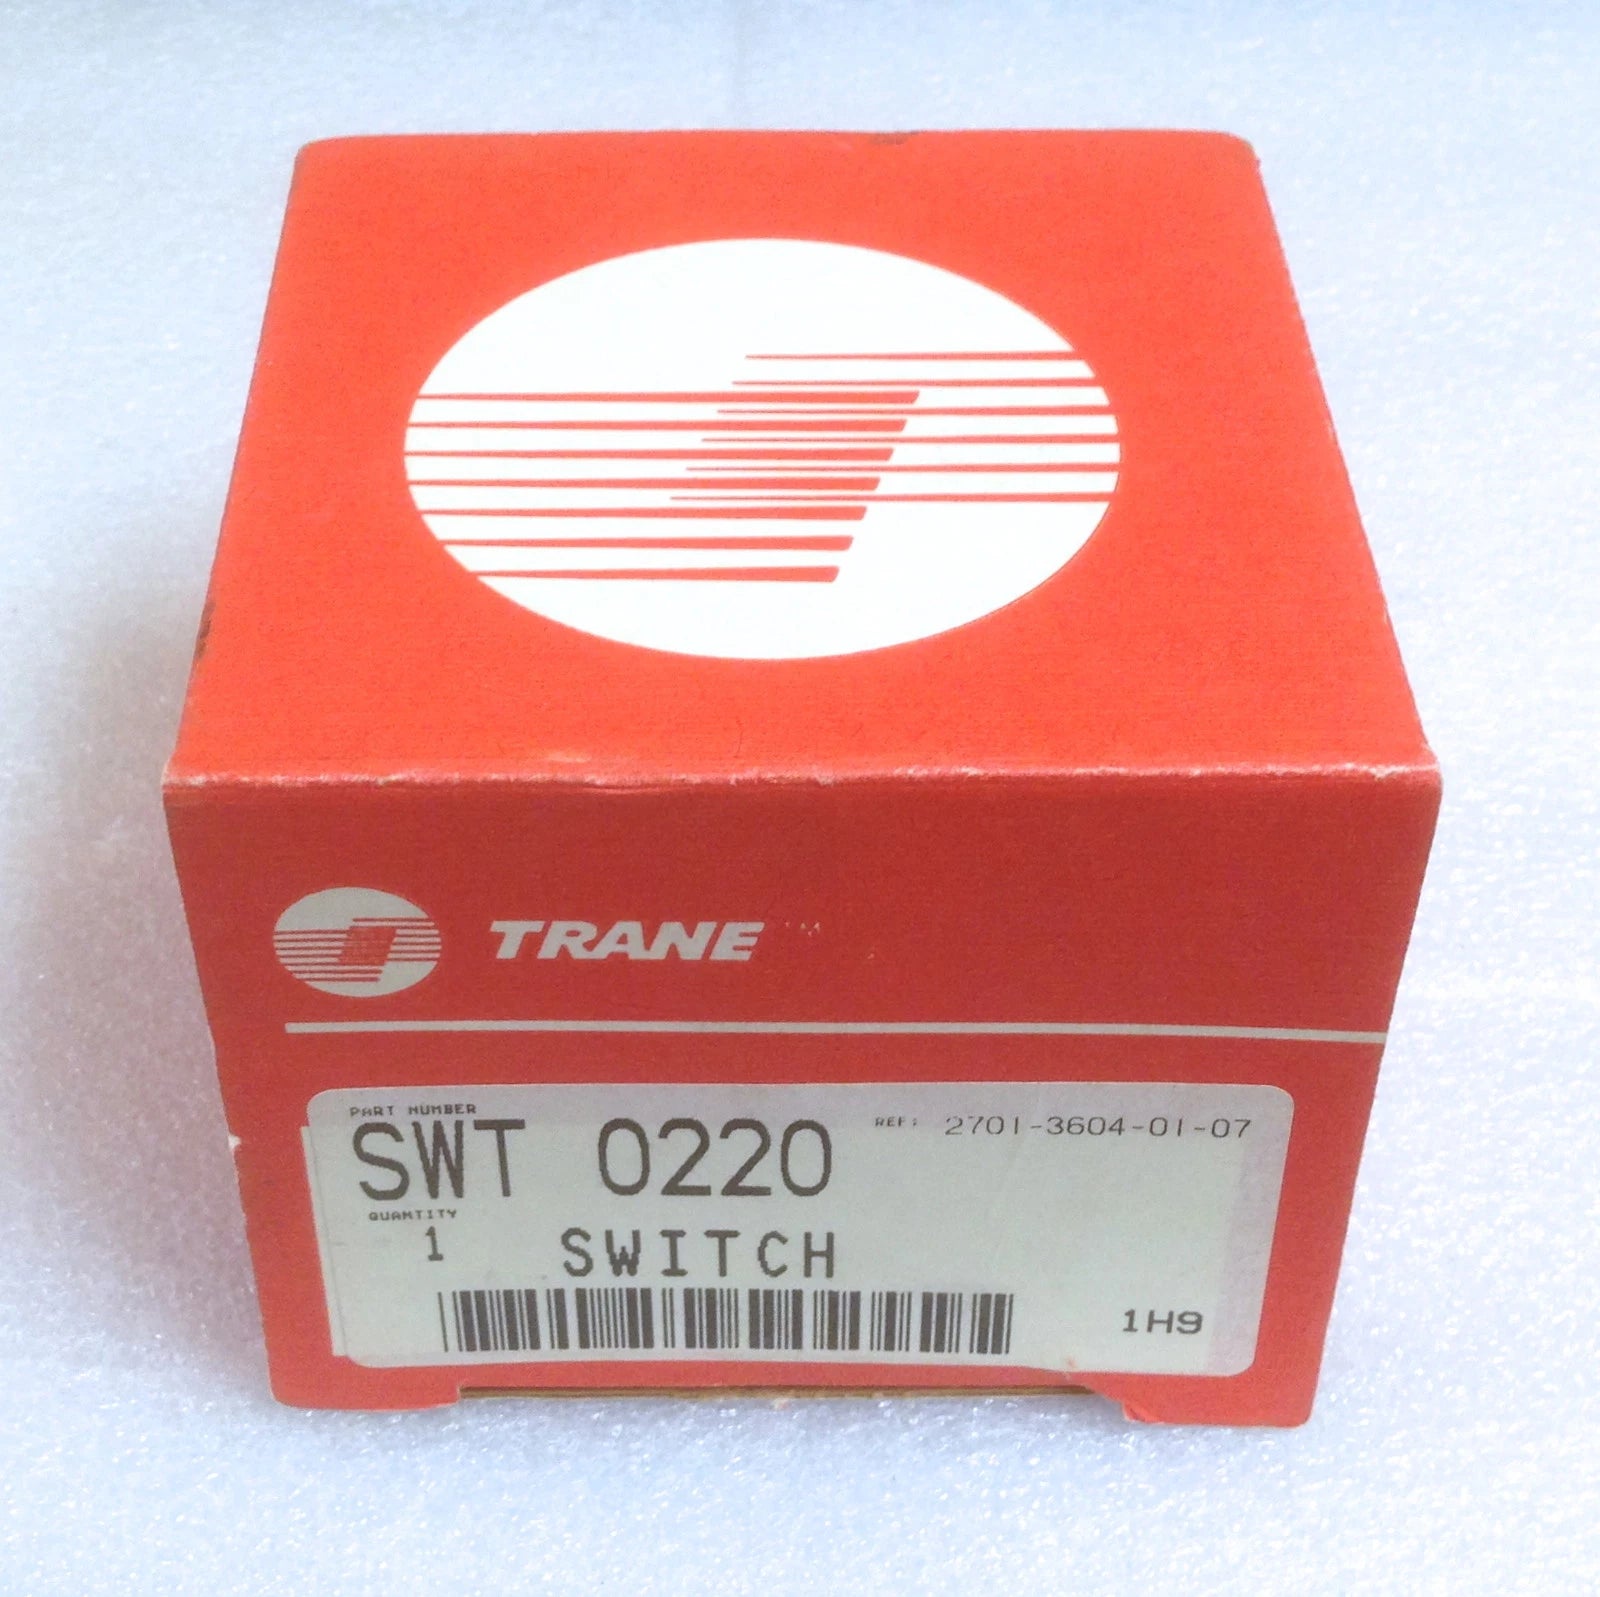 TRANE™
PART NUMBER
SWT 0220
REF: 2701-3604-01-07
QUANTITY
1 SWITCH
1H9